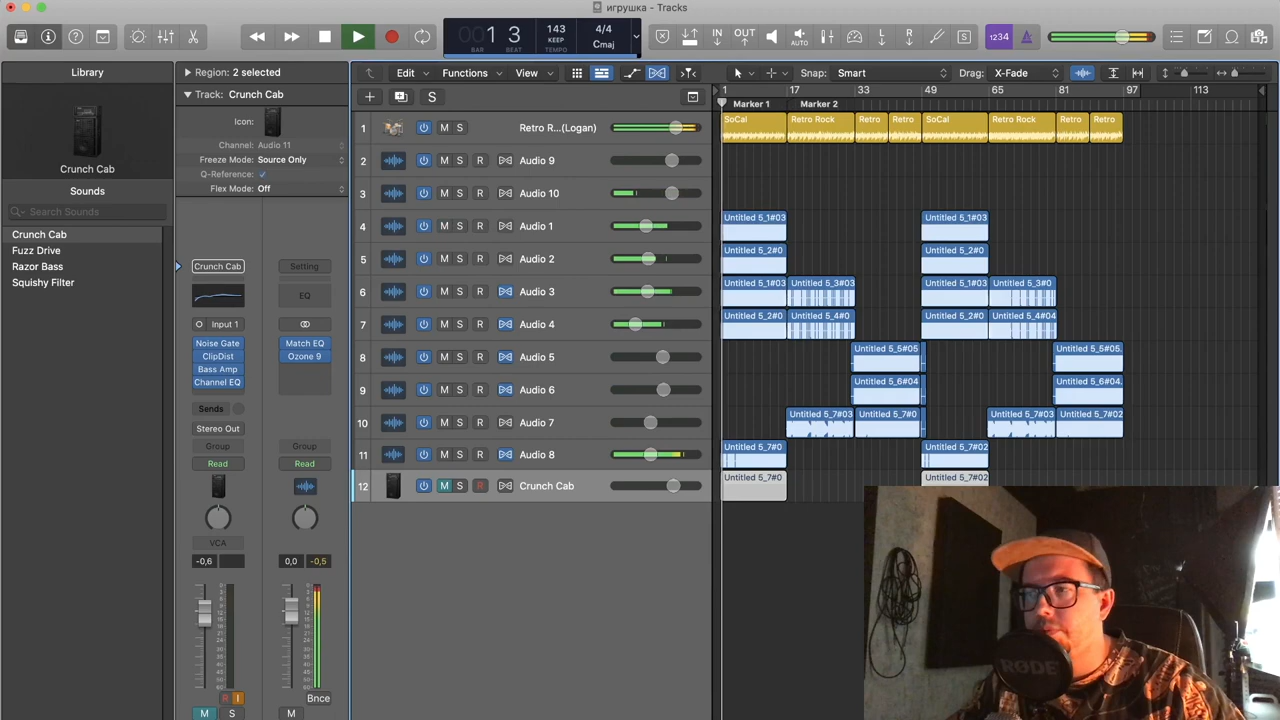 игрушка - Tracks
1 3
BAR BEAT
143
KEEP
TEMPO
4/4
Cmaj
IN OUT
AUTO
L R
S
1234
Library
Region: 2 selected
Edit Functions View
Snap: Smart
Drag: X-Fade
Track: Crunch Cab
S
1 17 33 49 65 81 97 113
Marker 1 Marker 2
Icon:
Channel: Audio 11
Freeze Mode: Source Only
Q-Reference:
Flex Mode: Off
Crunch Cab
Sounds
Search Sounds
Crunch Cab
Fuzz Drive
Razor Bass
Squishy Filter
Crunch Cab Setting
EQ
Input 1
Noise Gate Match EQ
ClipDist Ozone 9
Bass Amp
Channel EQ
Sends
Stereo Out
Group Group
Read Read
VCA
-0,6 0,0 -0,5
R I Bnce
M S M
1 M S Retro R...(Logan) SoCal Retro Rock Retro Retro SoCal Retro Rock Retro Retro
2 M S R Audio 9
3 M S R Audio 10
4 M S R Audio 1 Untitled 5_1#03 Untitled 5_1#03
5 M S R Audio 2 Untitled 5_2#0 Untitled 5_2#0
6 M S R Audio 3 Untitled 5_1#03 Untitled 5_3#03 Untitled 5_1#03 Untitled 5_3#0
7 M S R Audio 4 Untitled 5_2#0 Untitled 5_4#0 Untitled 5_2#0 Untitled 5_4#04
8 M S R Audio 5 Untitled 5_5#05 Untitled 5_5#05.
9 M S R Audio 6 Untitled 5_6#04 Untitled 5_6#04.
10 M S R Audio 7 Untitled 5_7#03 Untitled 5_7#0 Untitled 5_7#03 Untitled 5_7#02
11 M S R Audio 8 Untitled 5_7#0 Untitled 5_7#02
12 M S R Crunch Cab Untitled 5_7#0 Untitled 5_7#02
RØDE